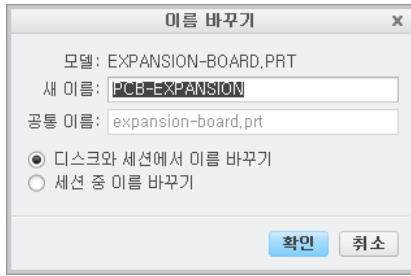 이름 바꾸기
모델: EXPANSION-BOARD.PRT
새 이름: PCB-EXPANSION
공통 이름: expansion-board.prt
디스크와 세션에서 이름 바꾸기
세션 중 이름 바꾸기
확인 취소